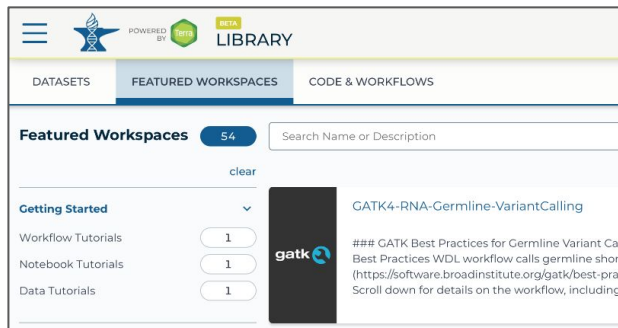 POWERED
BY
Terra
BETA
LIBRARY
DATASETS
FEATURED WORKSPACES
CODE & WORKFLOWS
Featured Workspaces 54
Search Name or Description
clear
Getting Started
Workflow Tutorials 1
Notebook Tutorials 1
Data Tutorials 1
gatk
GATK4-RNA-Germline-VariantCalling
### GATK Best Practices for Germline Variant Ca
Best Practices WDL workflow calls germline shor
(https://software.broadinstitute.org/gatk/best-pra
Scroll down for details on the workflow, including